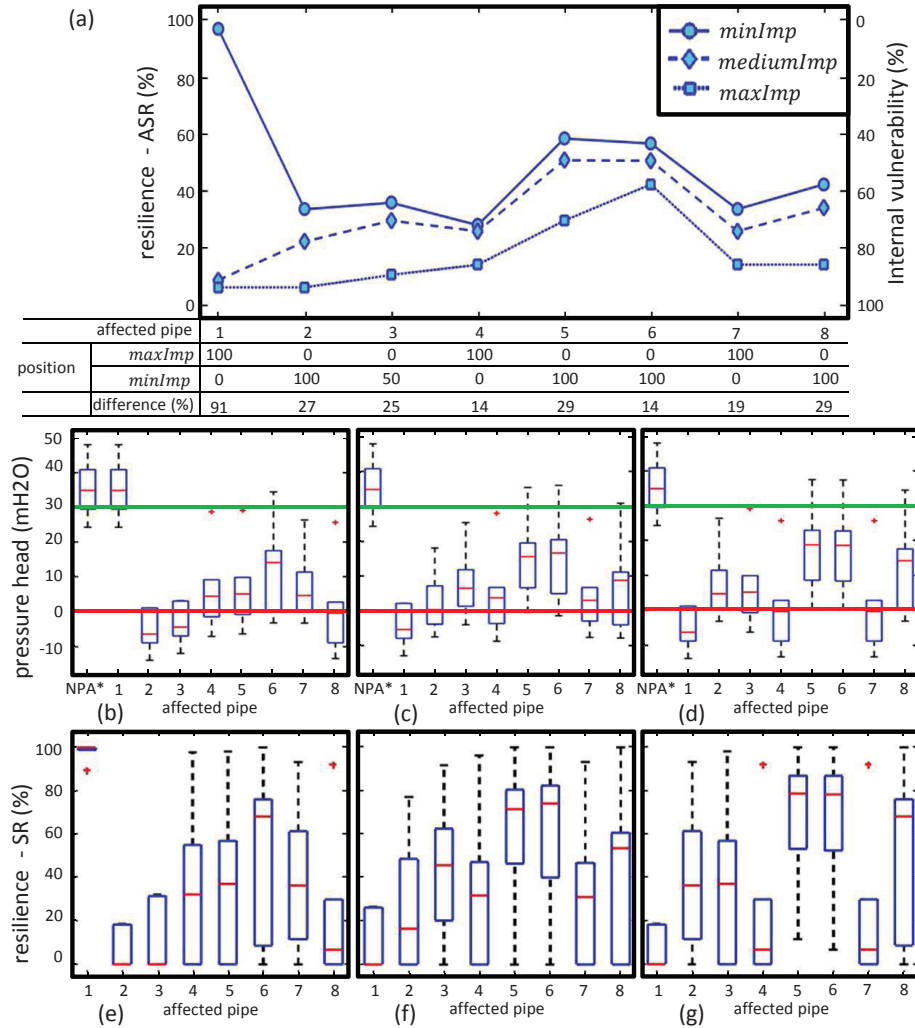 (a)
100
80
60
40
20
0
resilience - ASR (%)
0
20
40
60
80
100
Internal vulnerability (%)
minImp
mediumImp
maxImp
affected pipe 1 2 3 4 5 6 7 8
position maxImp 100 0 0 100 0 0 100 0
minImp 0 100 50 0 100 100 0 100
difference (%) 91 27 25 14 29 14 19 29
pressure head (mH2O)
50
40
30
20
10
0
-10
NPA* 1 2 3 4 5 6 7 8
NPA* 1 2 3 4 5 6 7 8
NPA* 1 2 3 4 5 6 7 8
(b) affected pipe
(c) affected pipe
(d) affected pipe
resilience - SR (%)
100
80
60
40
20
0
1 2 3 4 5 6 7 8
1 2 3 4 5 6 7 8
1 2 3 4 5 6 7 8
(e) affected pipe
(f) affected pipe
(g) affected pipe